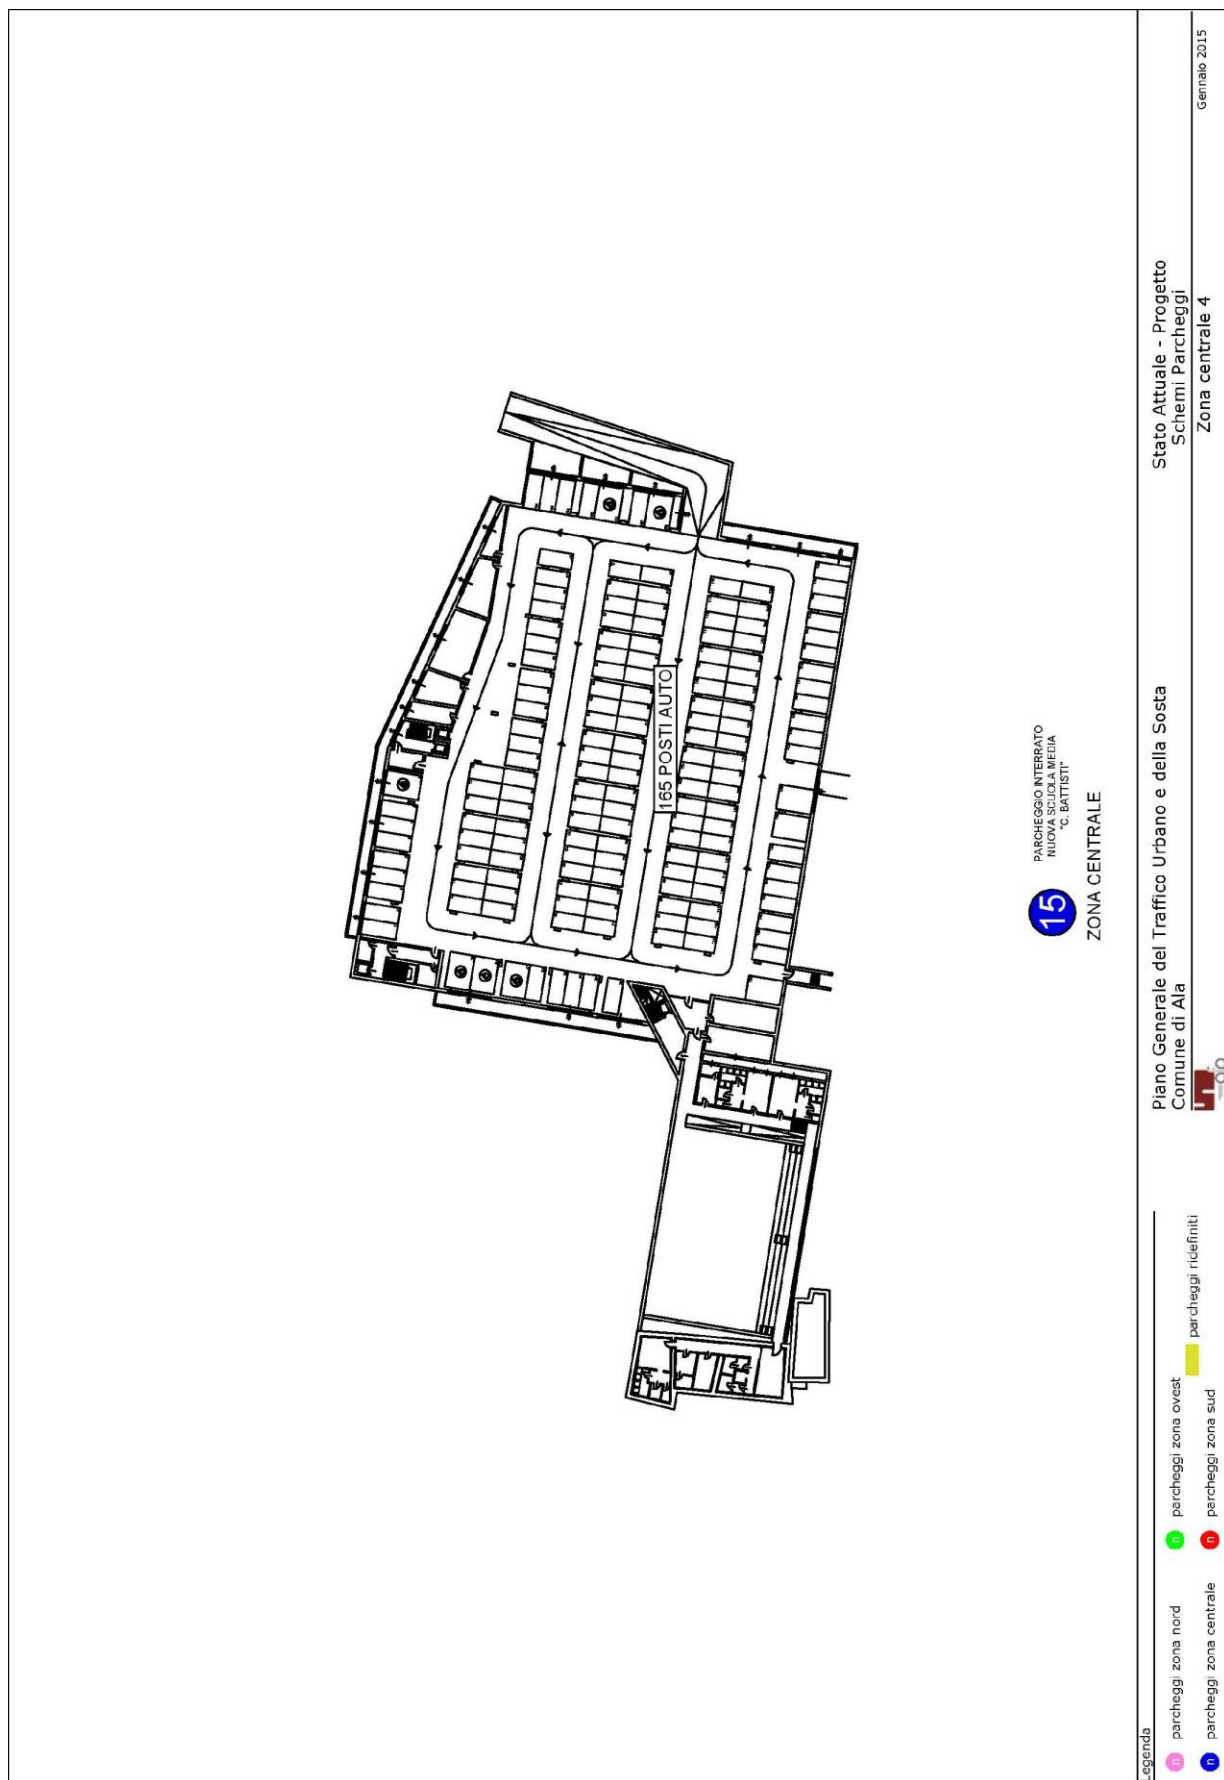 165 POSTI AUTO
15
PARCHEGGIO INTERRATO
NUOVA SCUOLA MEDIA
"C. BATTISTI"
ZONA CENTRALE
Legenda
n parcheggi zona nord
n parcheggi zona ovest
n parcheggi zona centrale
n parcheggi zona sud
parcheggi ridefiniti
Piano Generale del Traffico Urbano e della Sosta
Comune di Ala
Stato Attuale - Progetto
Schemi Parcheggi
Zona centrale 4
Gennaio 2015